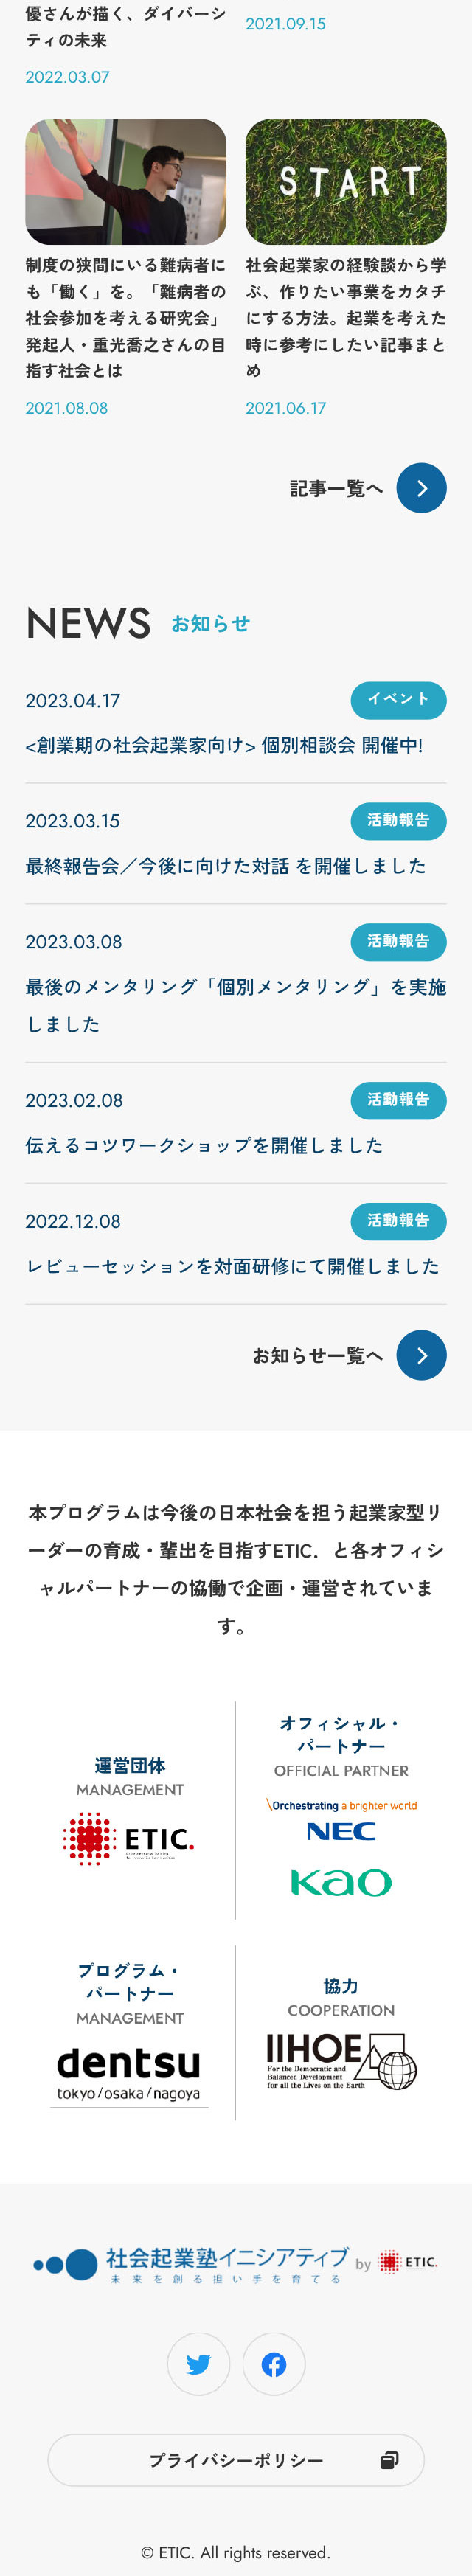 優さんが描く、ダイバーシ
ティの未来
2022.03.07
2021.09.15
START
制度の狭間にいる難病者に
も「働く」を。「難病者の
社会参加を考える研究会」
発起人・重光喬之さんの目
指す社会とは
2021.08.08
社会起業家の経験談から学
ぶ、作りたい事業をカタチ
にする方法。起業を考えた
時に参考にしたい記事まと
め
2021.06.17
記事一覧へ
NEWS お知らせ
2023.04.17 イベント
<創業期の社会起業家向け> 個別相談会 開催中!
2023.03.15 活動報告
最終報告会／今後に向けた対話 を開催しました
2023.03.08 活動報告
最後のメンタリング「個別メンタリング」を実施
しました
2023.02.08 活動報告
伝えるコツワークショップを開催しました
2022.12.08 活動報告
レビューセッションを対面研修にて開催しました
お知らせ一覧へ
本プログラムは今後の日本社会を担う起業家型リ
ーダーの育成・輩出を目指すETIC．と各オフィシ
ャルパートナーの協働で企画・運営されていま
す。
運営団体
MANAGEMENT
ETIC.
オフィシャル・
パートナー
OFFICIAL PARTNER
\Orchestrating a brighter world
NEC
Kao
プログラム・
パートナー
MANAGEMENT
dentsu
tokyo/osaka/nagoya
協力
COOPERATION
IIHOE
For the Democratic and
Balanced Development
for all the Lives on the Earth
社会起業塾イニシアティブ by ETIC.
未来を創る担い手を育てる
プライバシーポリシー
© ETIC. All rights reserved.